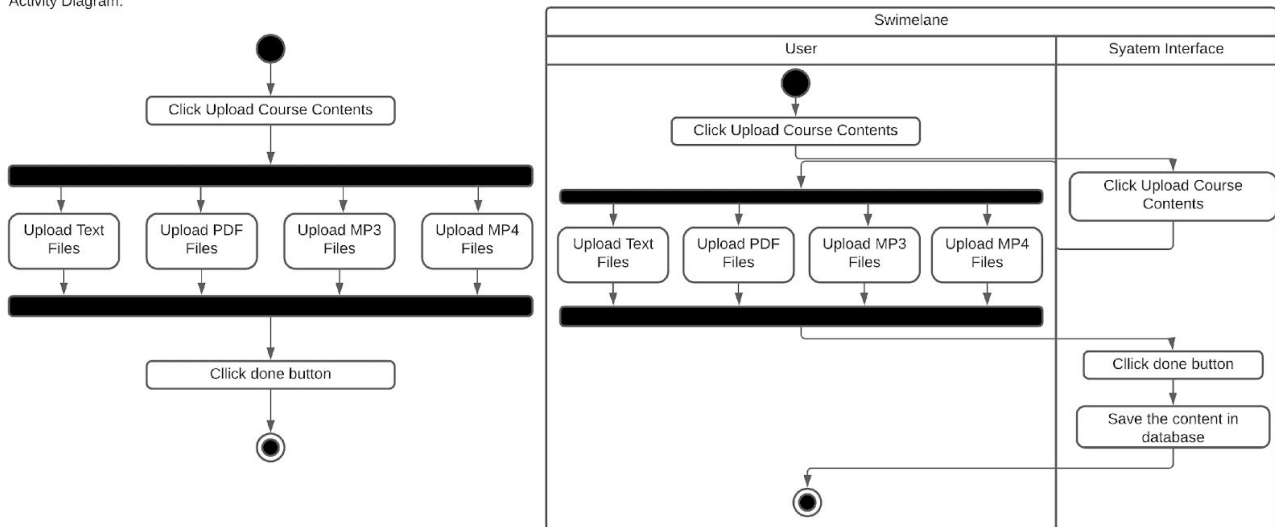 Activity Diagram:
Click Upload Course Contents
Upload Text
Files
Upload PDF
Files
Upload MP3
Files
Upload MP4
Files
Cllick done button
Swimelane
User
Syatem Interface
Click Upload Course Contents
Click Upload Course
Contents
Upload Text
Files
Upload PDF
Files
Upload MP3
Files
Upload MP4
Files
Cllick done button
Save the content in
database